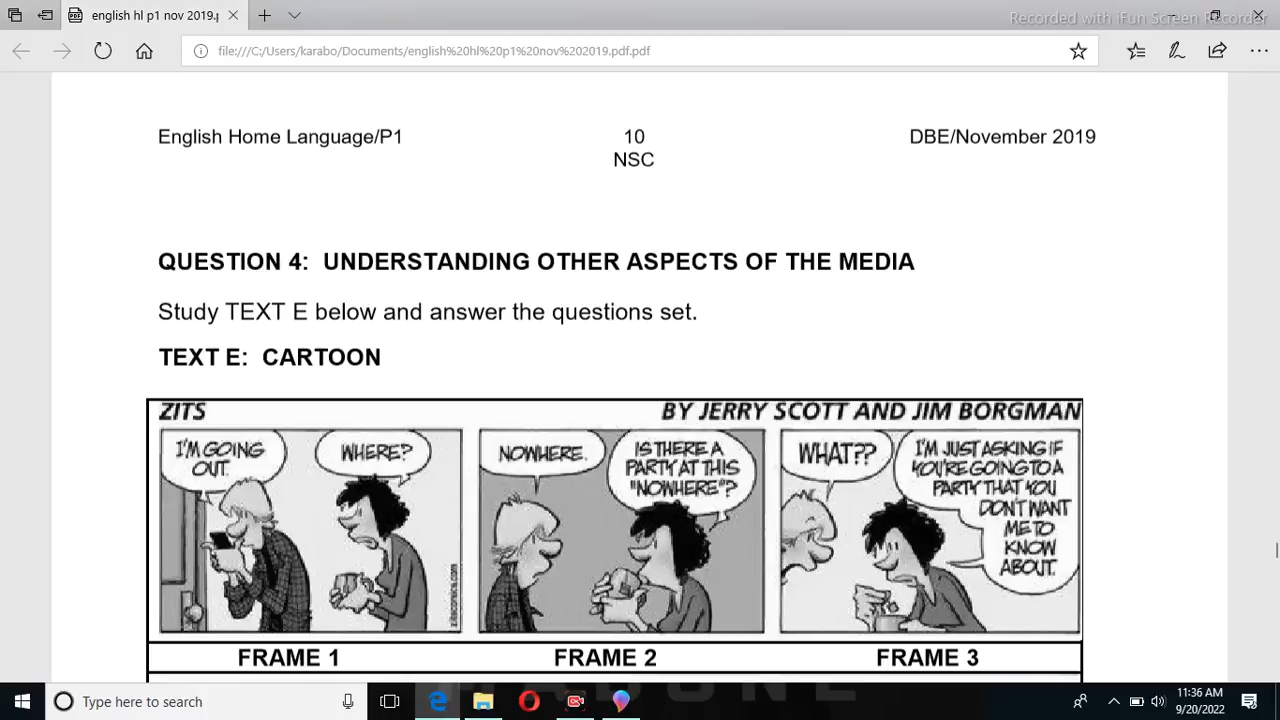 english hl p1 nov 2019.p
Recorded with iFun Screen Recorder
file:///C:/Users/karabo/Documents/english%20hl%20p1%20nov%202019.pdf.pdf
English Home Language/P1 10 DBE/November 2019
NSC
QUESTION 4: UNDERSTANDING OTHER ASPECTS OF THE MEDIA
Study TEXT E below and answer the questions set.
TEXT E: CARTOON
ZITS BY JERRY SCOTT AND JIM BORGMAN
I'M GOING
OUT.
WHERE?
NOWHERE.
IS THERE A
PARTY AT THIS
"NOWHERE"?
WHAT??
I'M JUST ASKING IF
YOU'RE GOING TO A
PARTY THAT YOU
DON'T WANT
ME TO
KNOW
ABOUT.
zitscomics.com
FRAME 1 FRAME 2 FRAME 3
Type here to search
11:36 AM
9/20/2022